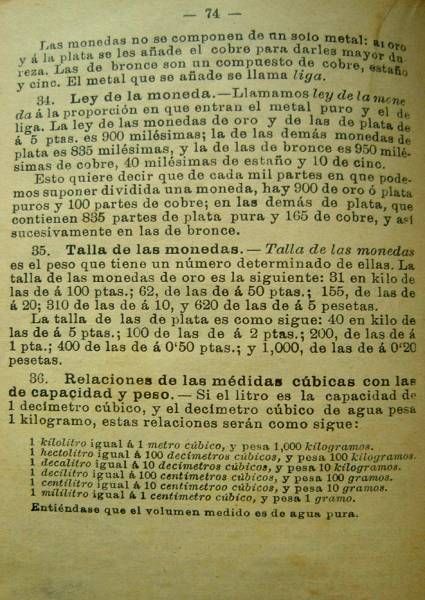 — 74 —
Las monedas no se componen de un solo metal: al oro
y á la plata se les añade el cobre para darles mayor du-
reza. Las de bronce son un compuesto de cobre, estaño
y cinc. El metal que se añade se llama liga.
34. Ley de la moneda.—Llamamos ley de la mone
da á la proporción en que entran el metal puro y el de
liga. La ley de las monedas de oro y de las de plata de
á 5 ptas. es 900 milésimas; la de las demás monedas de
plata es 835 milésimas, y la de las de bronce es 950 milé-
simas de cobre, 40 milésimas de estaño y 10 de cinc.
Esto quiere decir que de cada mil partes en que pode-
mos suponer dividida una moneda, hay 900 de oro ó plata
puros y 100 partes de cobre; en las demás de plata, que
contienen 835 partes de plata pura y 165 de cobre, y así
sucesivamente en las de bronce.
35. Talla de las monedas.—Talla de las monedas
es el peso que tiene un número determinado de ellas. La
talla de las monedas de oro es la siguiente: 31 en kilo de
las de á 100 ptas.; 62, de las de á 50 ptas.; 155, de las de
á 20; 310 de las de á 10, y 620 de las de á 5 pesetas.
La talla de las de plata es como sigue: 40 en kilo de
las de á 5 ptas.; 100 de las de á 2 ptas.; 200, de las de á
1 pta.; 400 de las de á 0'50 ptas.; y 1,000, de las de á 0'20
pesetas.
36. Relaciones de las médidas cúbicas con las
de capacidad y peso.—Si el litro es la capacidad de
1 decímetro cúbico, y el decímetro cúbico de agua pesa
1 kilogramo, estas relaciones serán como sigue:
1 kilolitro igual á 1 metro cúbico, y pesa 1,000 kilogramos.
1 hectolitro igual á 100 decímetros cúbicos, y pesa 100 kilogramos.
1 decalitro igual á 10 decímetros cúbicos, y pesa 10 kilogramos.
1 decilitro igual á 100 centímetros cúbicos, y pesa 100 gramos.
1 centilitro igual á 10 centímetros cúbicos, y pesa 10 gramos.
1 mililitro igual á 1 centímetro cúbico, y pesa 1 gramo.
Entiéndase que el volumen medido es de agua pura.